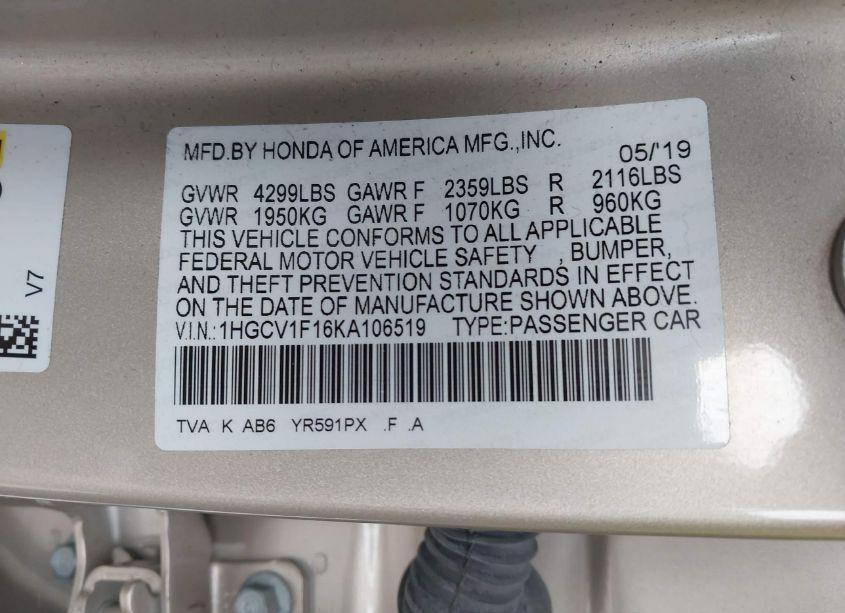 MFD.BY HONDA OF AMERICA MFG.,INC. 05/'19
GVWR 4299LBS GAWR F 2359LBS R 2116LBS
GVWR 1950KG GAWR F 1070KG R 960KG
THIS VEHICLE CONFORMS TO ALL APPLICABLE
FEDERAL MOTOR VEHICLE SAFETY , BUMPER,
AND THEFT PREVENTION STANDARDS IN EFFECT
ON THE DATE OF MANUFACTURE SHOWN ABOVE.
V.I.N.:1HGCV1F16KA106519 TYPE:PASSENGER CAR
TVA K AB6 YR591PX .F .A
V7